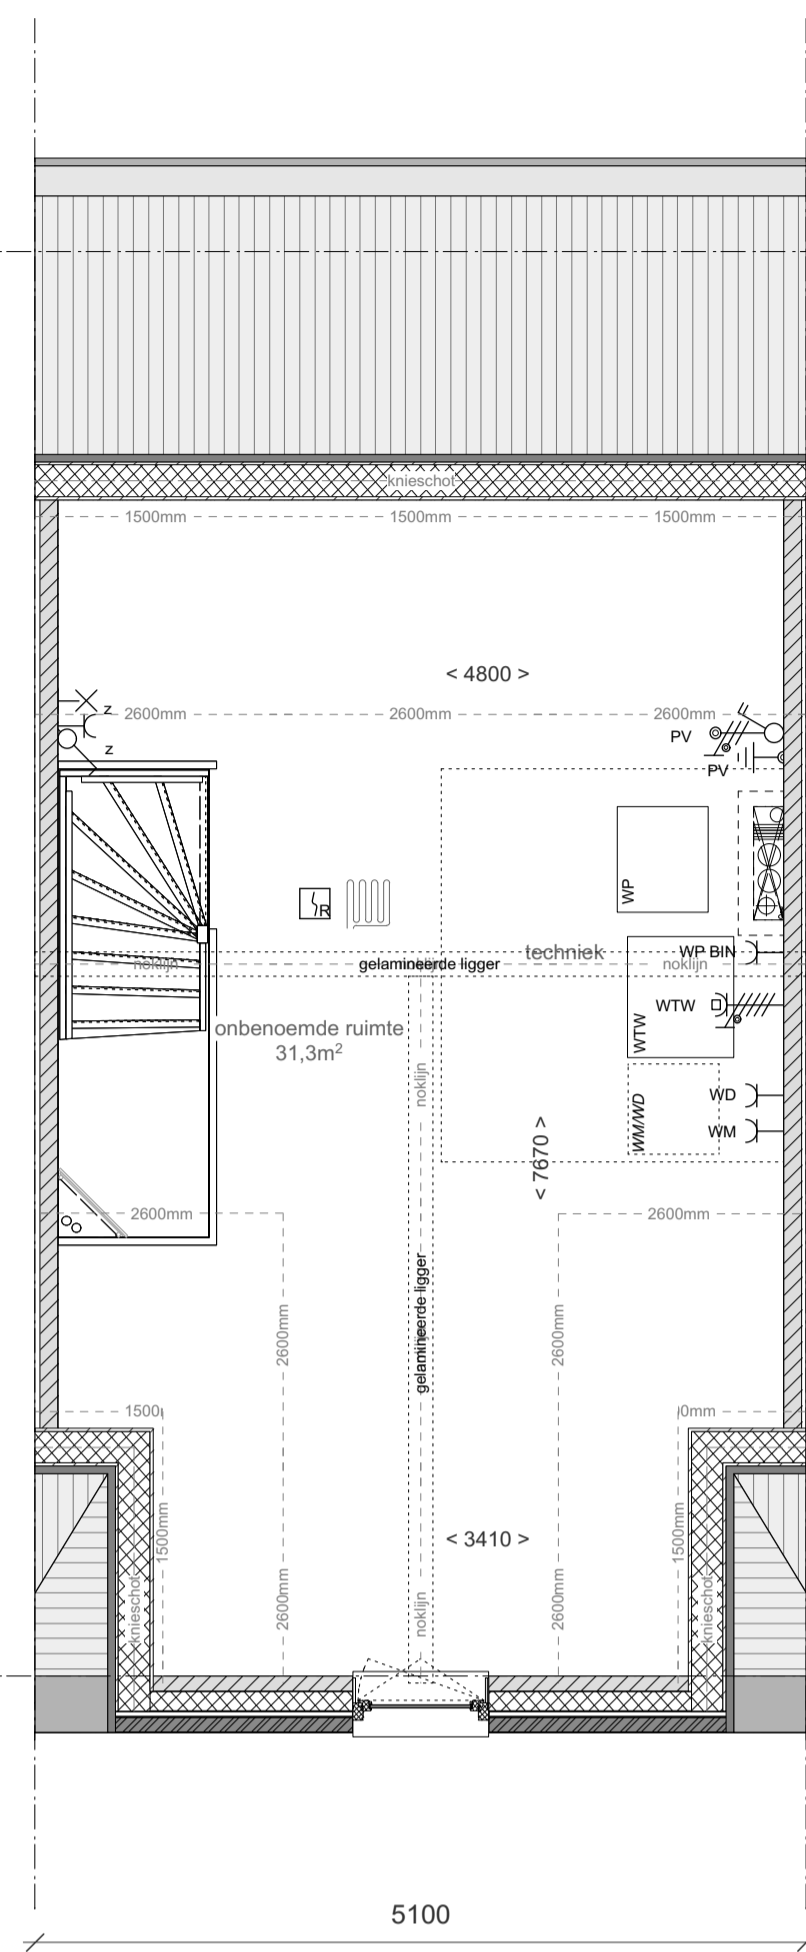 knieschot
1500mm 1500mm 1500mm
< 4800 >
z 2600mm 2600mm 2600mm
PV
z
PV
WP
R
techniek WP BIN
noklijn gelamineerde ligger noklijn
WTW
WTW
onbenoemde ruimte
31,3m²
noklijn
WM/WD
WD
WM
< 7670 >
2600mm 2600mm
2600mm 2600mm
gelamineerde ligger
1500 0mm
1500mm < 3410 > 1500mm
knieschot 2600mm noklijn 2600mm knieschot
5100